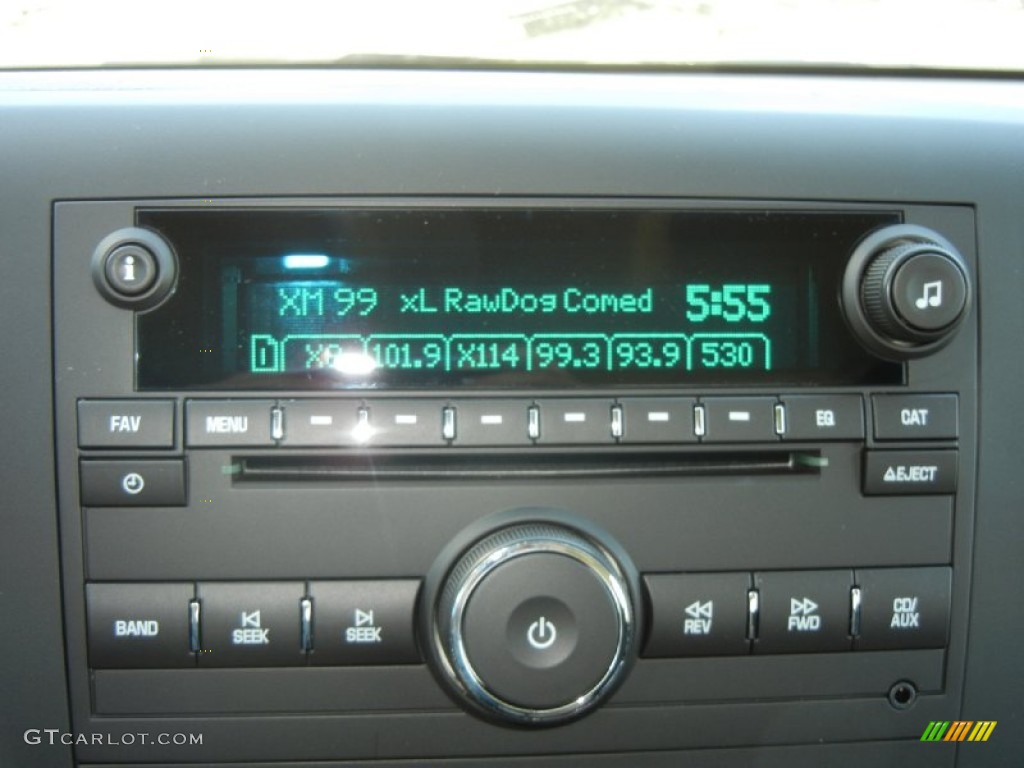 XM 99 xL RawDog Comed 5:55
1 101.9 X114 99.3 93.9 530
FAV MENU EQ CAT
EJECT
BAND SEEK SEEK REV FWD CD/
AUX
GTCARLOT.COM